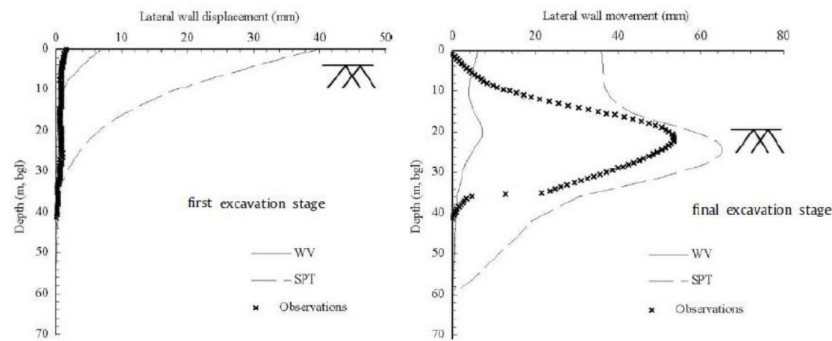 Lateral wall displacement (mm)
0 10 20 30 40 50
0
10
20
30
40
50
60
70
Depth (m, bgl)
first excavation stage
WV
SPT
Observations
Lateral wall movement (mm)
0 20 40 60 80
0
10
20
30
40
50
60
70
Depth (m, bgl)
final excavation stage
WV
SPT
Observations